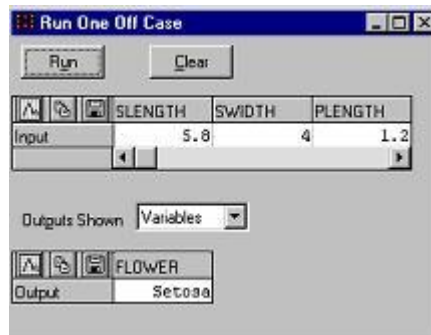 Run One Off Case
Run Clear
SLENGTH SWIDTH PLENGTH
Input 5.8 4 1.2
Outputs Shown Variables
FLOWER
Output Setosa